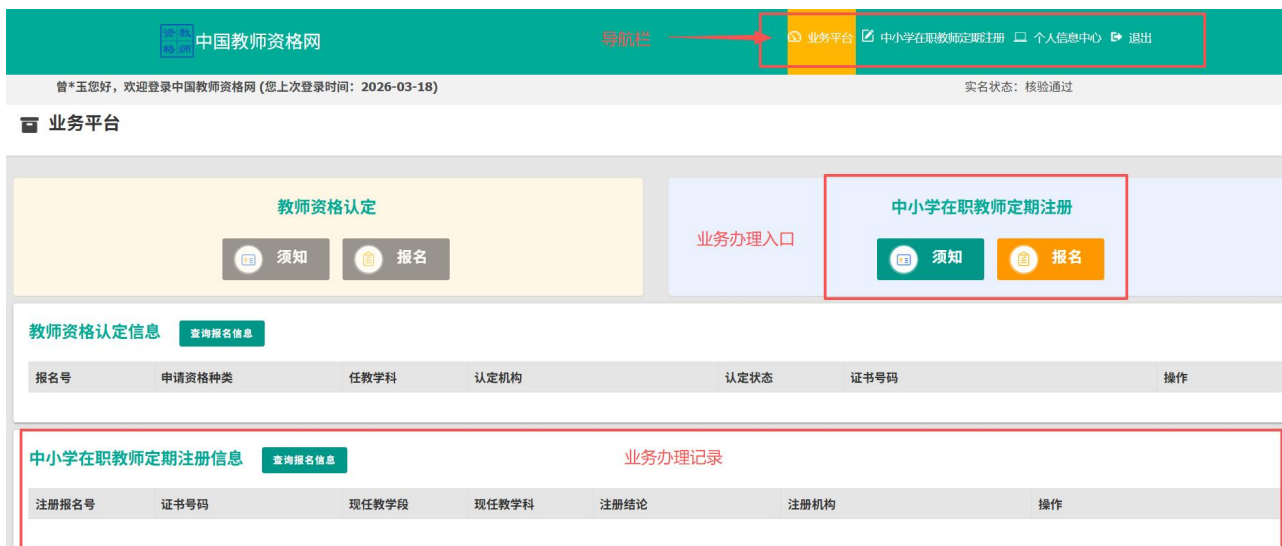 资教
格师
中国教师资格网
导航栏
业务平台 中小学在职教师定期注册 个人信息中心 退出
曾*玉您好，欢迎登录中国教师资格网 (您上次登录时间：2026-03-18)
实名状态：核验通过
业务平台
教师资格认定
须知 报名
业务办理入口
中小学在职教师定期注册
须知 报名
教师资格认定信息 查询报名信息
报名号 申请资格种类 任教学科 认定机构 认定状态 证书号码 操作
中小学在职教师定期注册信息 查询报名信息
业务办理记录
注册报名号 证书号码 现任教学段 现任教学科 注册结论 注册机构 操作